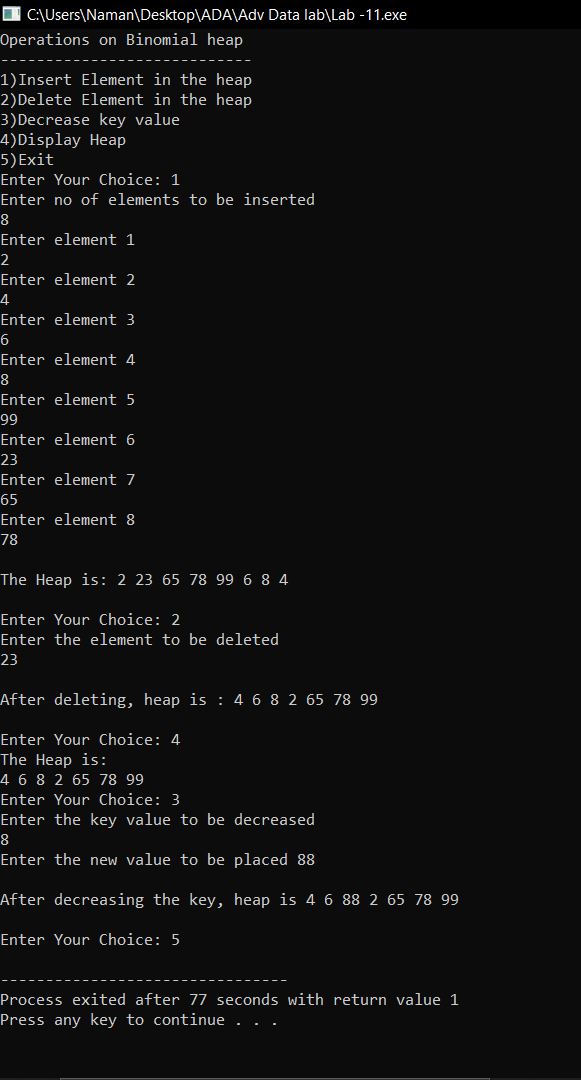 C:\Users\Naman\Desktop\ADA\Adv Data lab\Lab -11.exe
Operations on Binomial heap
----------------------------
1)Insert Element in the heap
2)Delete Element in the heap
3)Decrease key value
4)Display Heap
5)Exit
Enter Your Choice: 1
Enter no of elements to be inserted
8
Enter element 1
2
Enter element 2
4
Enter element 3
6
Enter element 4
8
Enter element 5
99
Enter element 6
23
Enter element 7
65
Enter element 8
78
The Heap is: 2 23 65 78 99 6 8 4
Enter Your Choice: 2
Enter the element to be deleted
23
After deleting, heap is : 4 6 8 2 65 78 99
Enter Your Choice: 4
The Heap is:
4 6 8 2 65 78 99
Enter Your Choice: 3
Enter the key value to be decreased
8
Enter the new value to be placed 88
After decreasing the key, heap is 4 6 88 2 65 78 99
Enter Your Choice: 5
--------------------------------
Process exited after 77 seconds with return value 1
Press any key to continue . . .